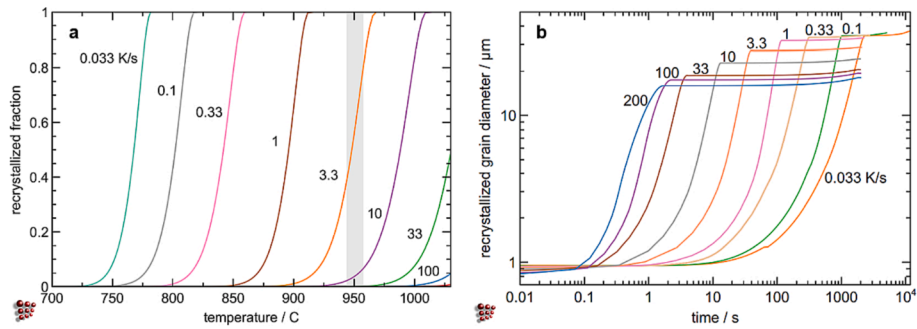 a
recrystallized fraction
1
0.8
0.6
0.4
0.2
0
0.033 K/s
0.1
0.33
1
3.3
10
33
100
700 750 800 850 900 950 1000
temperature / C
b
recrystallized grain diameter / μm
10
1
200
100
33
10
3.3
1
0.33
0.1
0.033 K/s
0.01 0.1 1 10 100 1000 10⁴
time / s